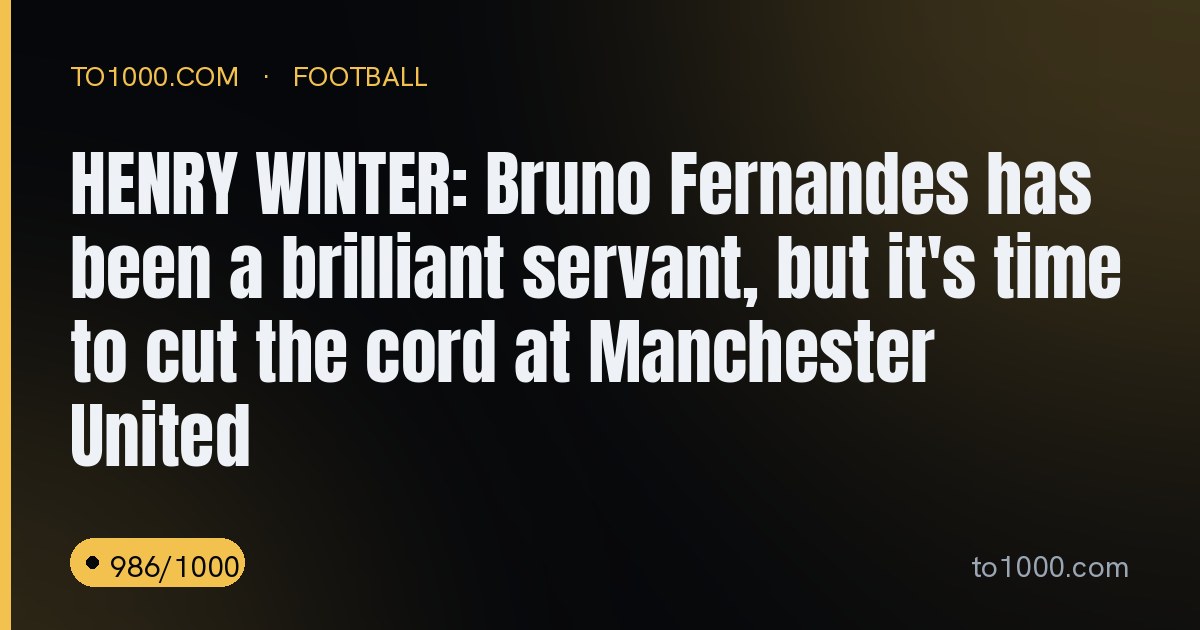 TO1000.COM · FOOTBALL
HENRY WINTER: Bruno Fernandes has
been a brilliant servant, but it's time
to cut the cord at Manchester
United
986/1000
to1000.com